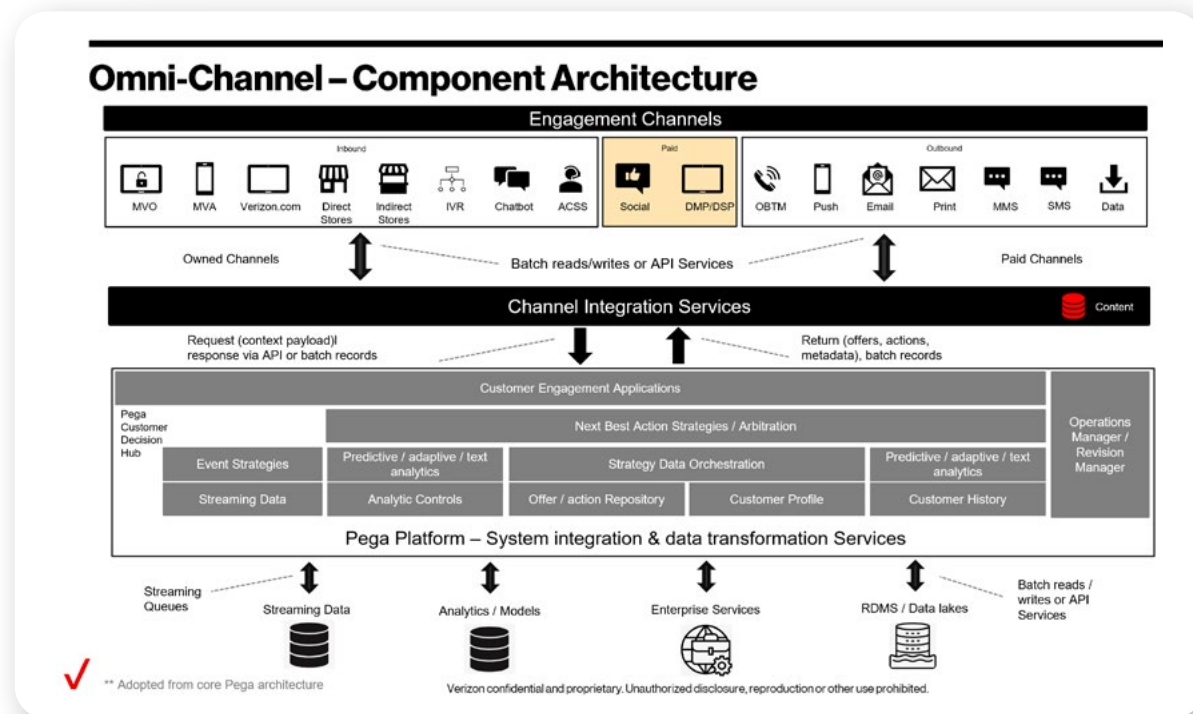 Omni-Channel – Component Architecture
Engagement Channels
Inbound
MVO
MVA
Verizon.com
Direct
Stores
Indirect
Stores
IVR
Chatbot
ACSS
Paid
Social
DMP/DSP
Outbound
OBTM
Push
Email
Print
MMS
SMS
Data
Owned Channels
Batch reads/writes or API Services
Paid Channels
Channel Integration Services
Content
Request (context payload)l
response via API or batch records
Return (offers, actions,
metadata), batch records
Customer Engagement Applications
Pega
Customer
Decision
Hub
Next Best Action Strategies / Arbitration
Operations
Manager /
Revision
Manager
Event Strategies
Predictive / adaptive / text
analytics
Strategy Data Orchestration
Predictive / adaptive / text
analytics
Streaming Data
Analytic Controls
Offer / action Repository
Customer Profile
Customer History
Pega Platform – System integration & data transformation Services
Streaming
Queues
Streaming Data
Analytics / Models
Enterprise Services
RDMS / Data lakes
Batch reads /
writes or API
Services
** Adopted from core Pega architecture
Verizon confidential and proprietary. Unauthorized disclosure, reproduction or other use prohibited.